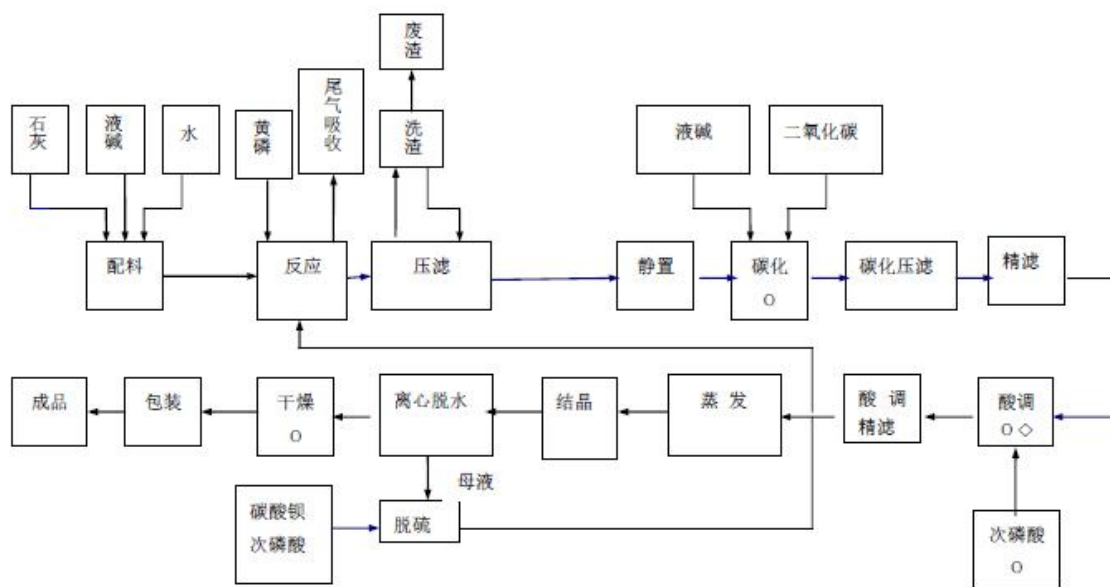 废渣
石灰
液碱
水
黄磷
尾气吸收
洗渣
液碱
二氧化碳
配料
反应
压滤
静置
碳化
O
碳化压滤
精滤
成品
包装
干燥
O
离心脱水
结晶
蒸 发
酸 调
精滤
酸调
O ◇
母液
碳酸钡
次磷酸
脱硫
次磷酸
O